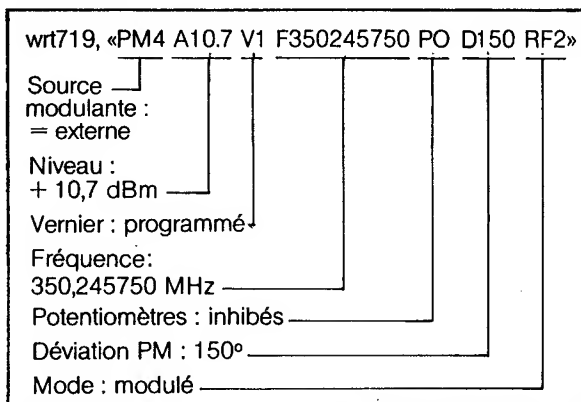 wrt719, «PM4 A10.7 V1 F350245750 PO D150 RF2»
Source
modulante :
= externe
Niveau :
+ 10,7 dBm
Vernier : programmé
Fréquence:
350,245750 MHz
Potentiomètres : inhibés
Déviation PM : 150º
Mode : modulé